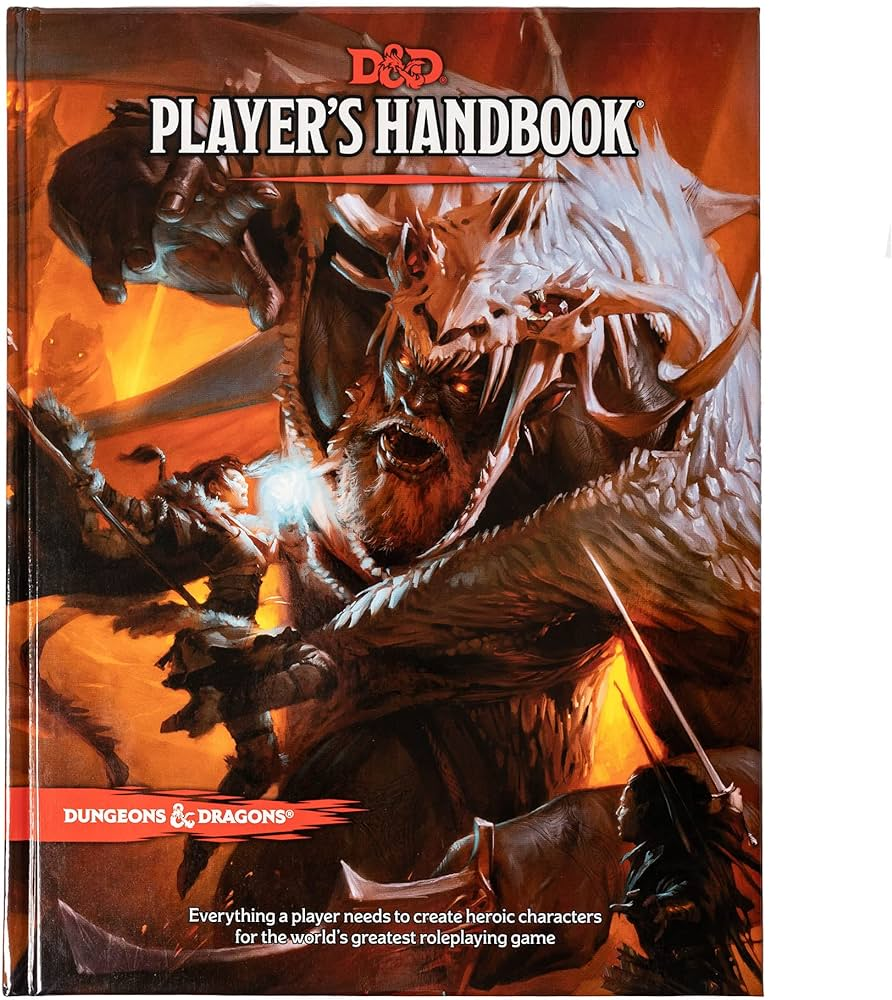 D&D®
PLAYER'S HANDBOOK®
DUNGEONS & DRAGONS®
Everything a player needs to create heroic characters
for the world's greatest roleplaying game